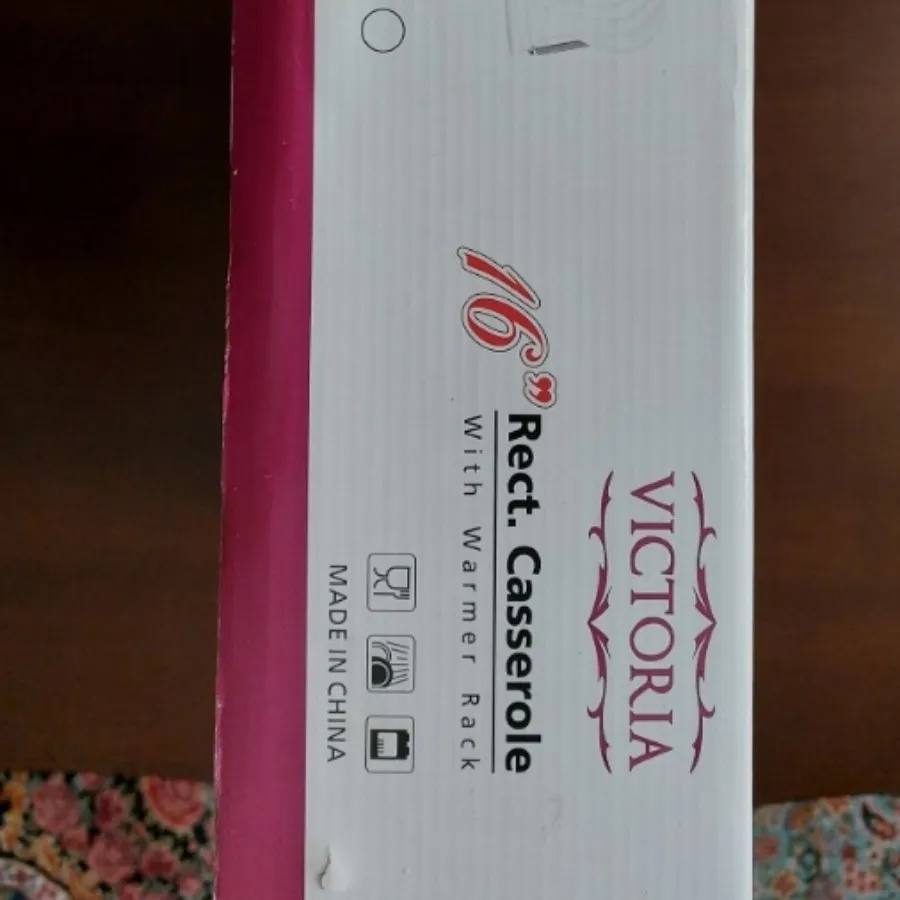 VICTORIA
16” Rect. Casserole
With Warmer Rack
MADE IN CHINA